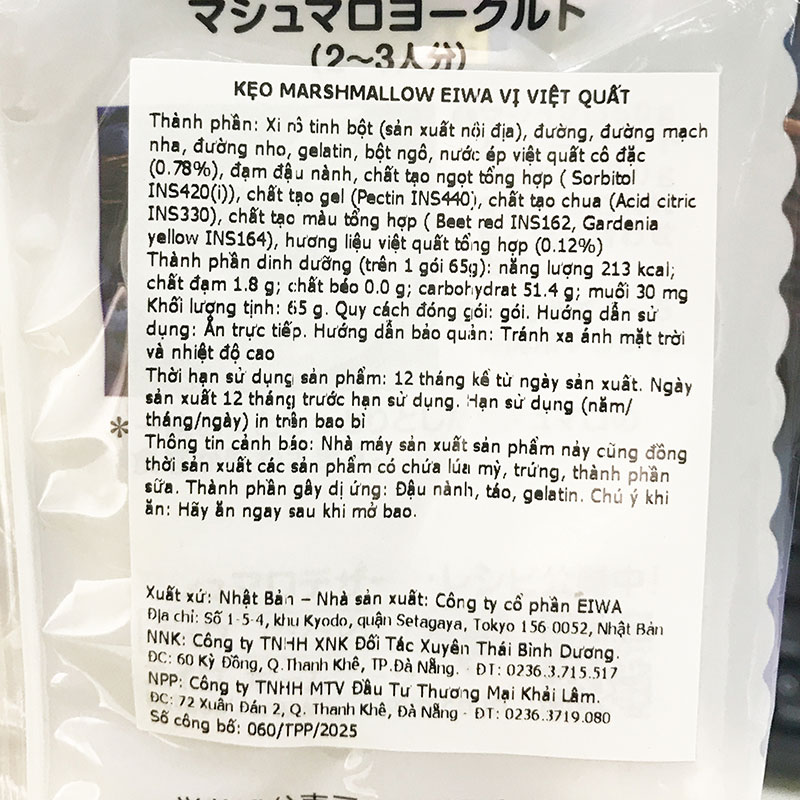 マシュマロヨーグルト
(2〜3人分)
KẸO MARSHMALLOW EIWA VỊ VIỆT QUẤT
Thành phần: Xi rô tinh bột (sản xuất nội địa), đường, đường mạch
nha, đường nho, gelatin, bột ngô, nước ép việt quất cô đặc
(0.78%), đạm đậu nành, chất tạo ngọt tổng hợp ( Sorbitol
INS420(i)), chất tạo gel (Pectin INS440), chất tạo chua (Acid citric
INS330), chất tạo màu tổng hợp ( Beet red INS162, Gardenia
yellow INS164), hương liệu việt quất tổng hợp (0.12%)
Thành phần dinh dưỡng (trên 1 gói 65g): năng lượng 213 kcal;
chất đạm 1.8 g; chất béo 0.0 g; carbohydrat 51.4 g; muối 30 mg
Khối lượng tịnh: 65 g. Quy cách đóng gói: gói. Hướng dẫn sử
dụng: Ăn trực tiếp. Hướng dẫn bảo quản: Tránh xa ánh mặt trời
và nhiệt độ cao
Thời hạn sử dụng sản phẩm: 12 tháng kể từ ngày sản xuất. Ngày
sản xuất 12 tháng trước hạn sử dụng. Hạn sử dụng (năm/
tháng/ngày) in trên bao bì
Thông tin cảnh báo: Nhà máy sản xuất sản phẩm này cũng đồng
thời sản xuất các sản phẩm có chứa lúa mỳ, trứng, thành phần
sữa. Thành phần gây dị ứng: Đậu nành, táo, gelatin. Chú ý khi
ăn: Hãy ăn ngay sau khi mở bao.
Xuất xứ: Nhật Bản – Nhà sản xuất: Công ty cổ phần EIWA
Địa chỉ: Số 1-5-4, khu Kyodo, quận Setagaya, Tokyo 156-0052, Nhật Bản
NNK: Công ty TNHH XNK Đối Tác Xuyên Thái Bình Dương.
ĐC: 60 Kỳ Đồng, Q.Thanh Khê, TP.Đà Nẵng. - ĐT: 0236.3.715.517
NPP: Công ty TNHH MTV Đầu Tư Thương Mại Khải Lâm.
ĐC: 72 Xuân Đán 2, Q. Thanh Khê, Đà Nẵng - ĐT: 0236.3719.080
Số công bố: 060/TPP/2025